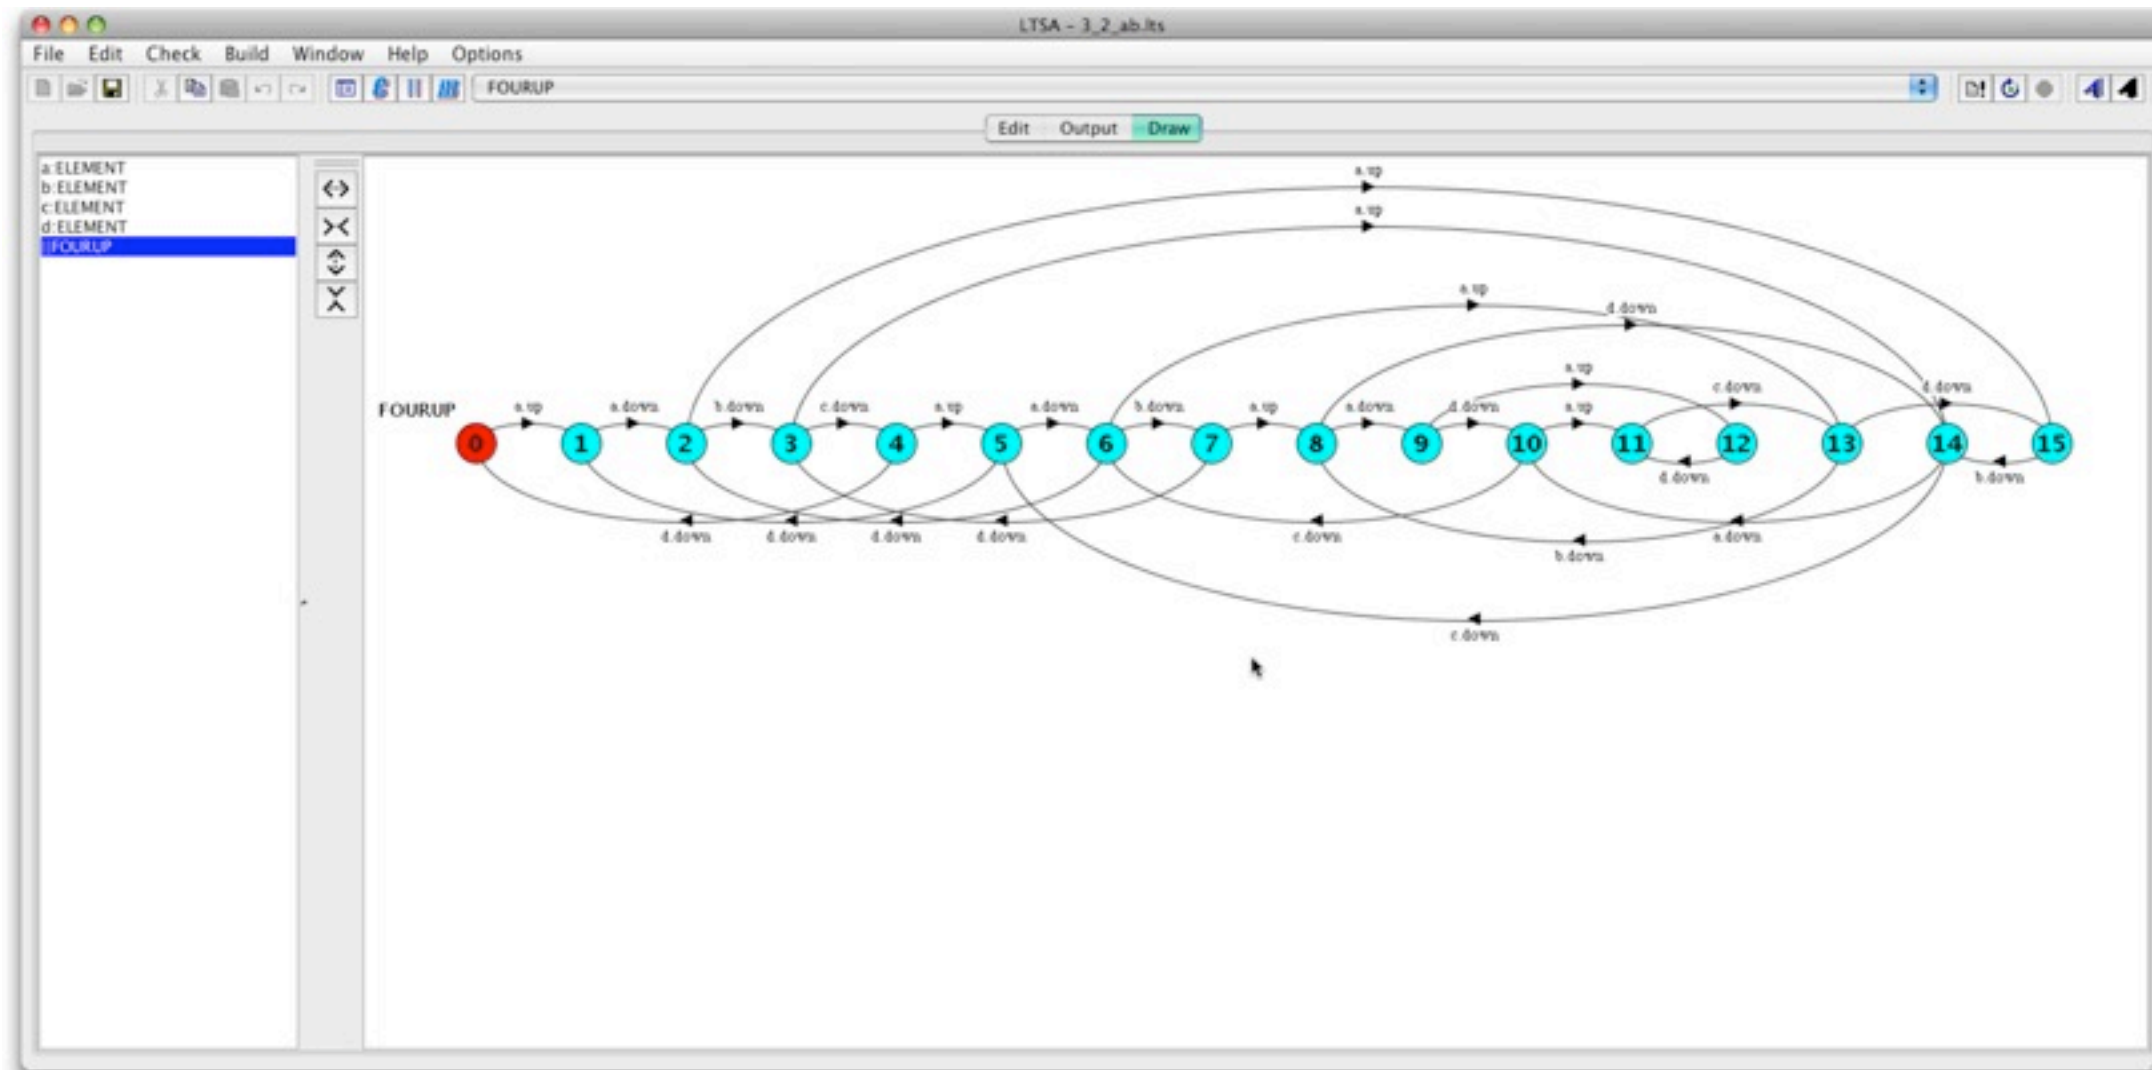 LTSA - 3_2_ab.lts
File Edit Check Build Window Help Options
FOURUP
Edit Output Draw
a:ELEMENT
b:ELEMENT
c:ELEMENT
d:ELEMENT
||FOURUP
a.up
a.up
a.up
d.down
a.up
c.down
d.down
FOURUP
a.up
a.down
b.down
c.down
a.up
a.down
b.down
a.up
a.down
d.down
a.up
0 1 2 3 4 5 6 7 8 9 10 11 12 13 14 15
d.down
b.down
d.down
d.down
d.down
d.down
c.down
a.down
b.down
c.down